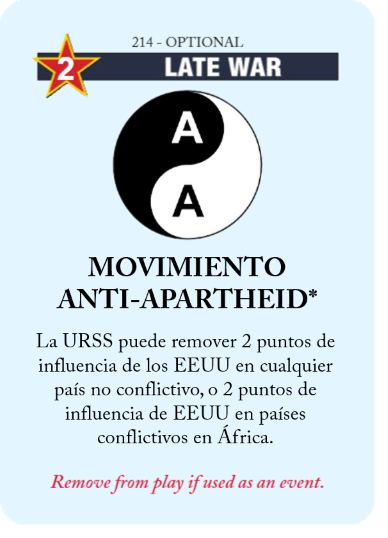 214 - OPTIONAL
2
LATE WAR
A
A
MOVIMIENTO
ANTI-APARTHEID*
La URSS puede remover 2 puntos de
influencia de los EEUU en cualquier
país no conflictivo, o 2 puntos de
influencia de EEUU en países
conflictivos en África.
Remove from play if used as an event.